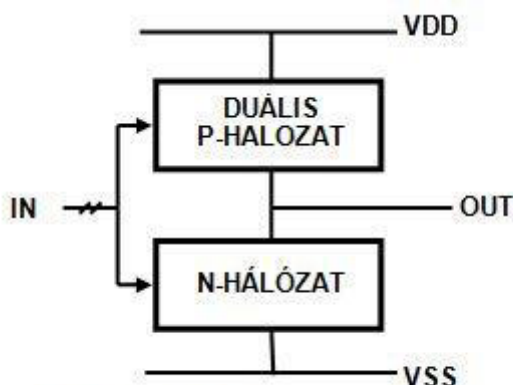 VDD
DUÁLIS
P-HALOZAT
IN
OUT
N-HÁLÓZAT
VSS